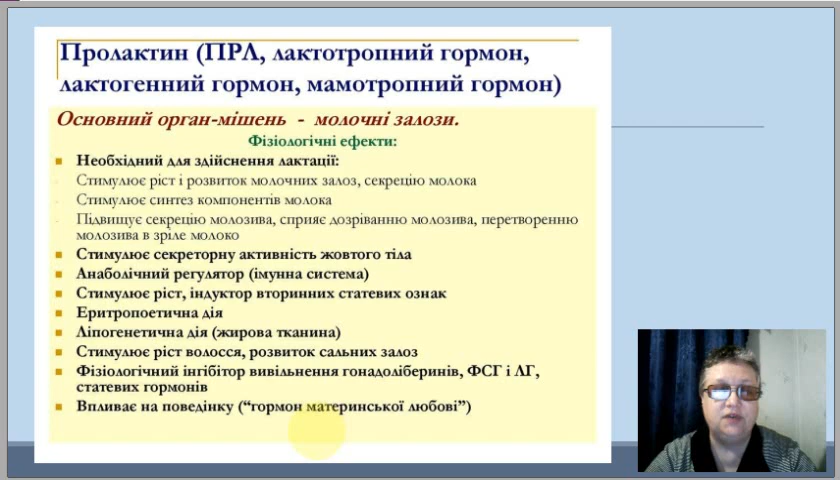 Пролактин (ПРЛ, лактотропний гормон,
лактогенний гормон, мамотропний гормон)
Основний орган-мішень - молочні залози.
Фізіологічні ефекти:
Необхідний для здійснення лактації:
Стимулює ріст і розвиток молочних залоз, секрецію молока
Стимулює синтез компонентів молока
Підвищує секрецію молозива, сприяє дозріванню молозива, перетворенню
молозива в зріле молоко
Стимулює секреторну активність жовтого тіла
Анаболічний регулятор (імунна система)
Стимулює ріст, індуктор вторинних статевих ознак
Еритропоетична дія
Ліпогенетична дія (жирова тканина)
Стимулює ріст волосся, розвиток сальних залоз
Фізіологічний інгібітор вивільнення гонадоліберинів, ФСГ і ЛГ,
статевих гормонів
Впливає на поведінку (“гормон материнської любові”)